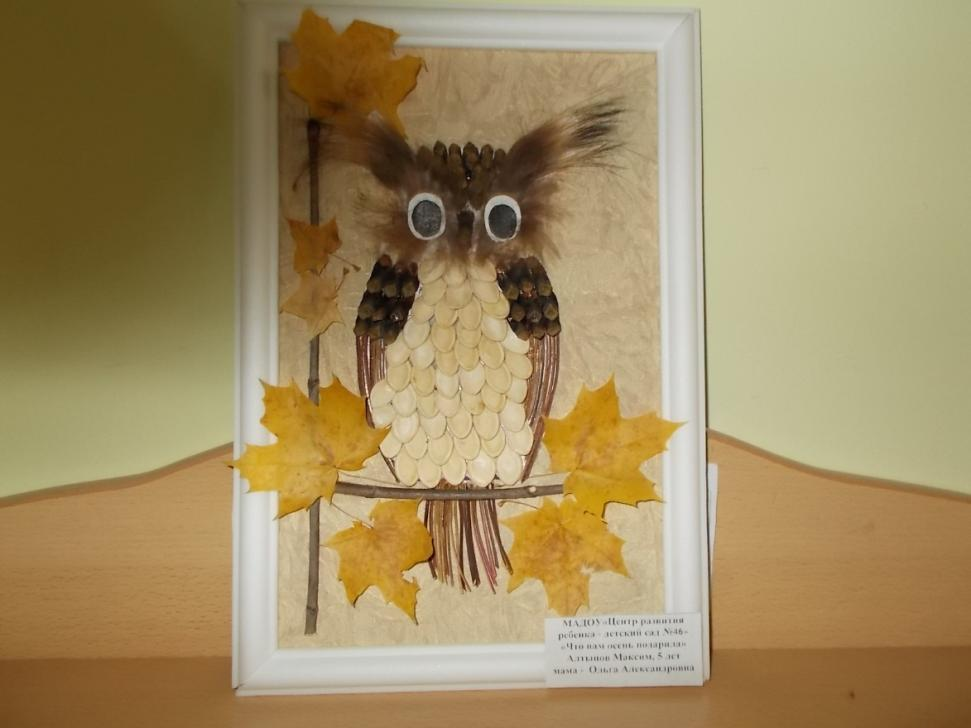 МАДОУ«Центр развития
ребенка - детский сад №46»
«Что нам осень подарила»
Алтынов Максим, 5 лет
мама - Ольга Александровна